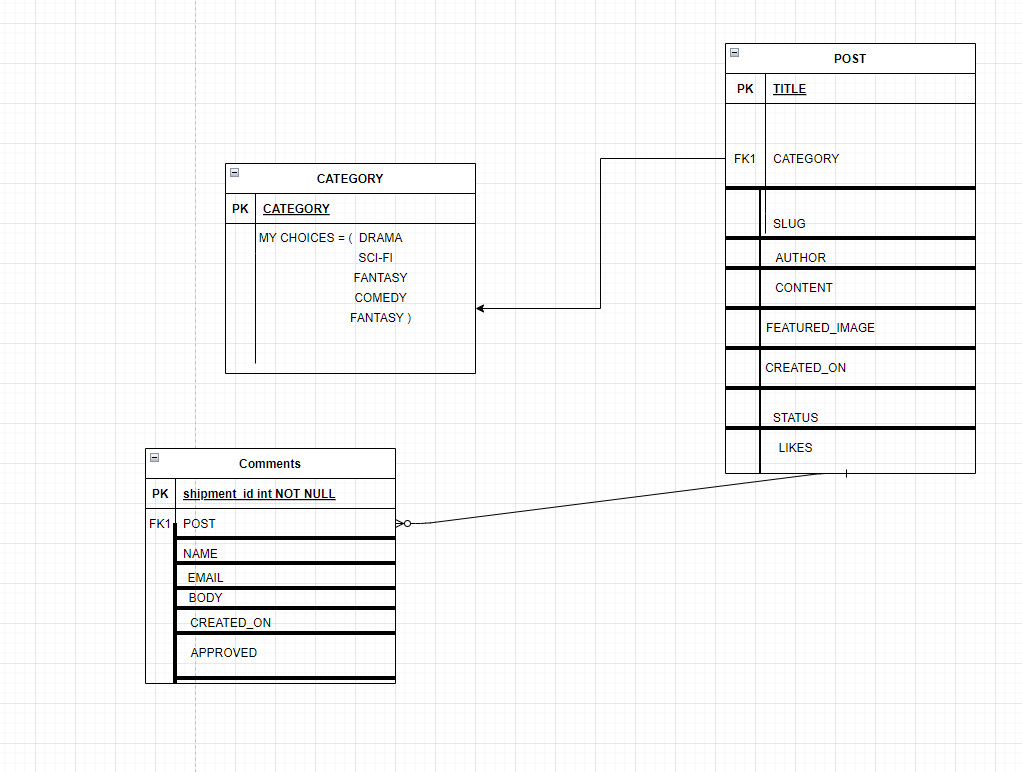 POST
PK TITLE
FK1 CATEGORY
SLUG
AUTHOR
CONTENT
FEATURED_IMAGE
CREATED_ON
STATUS
LIKES
CATEGORY
PK CATEGORY
MY CHOICES = ( DRAMA
SCI-FI
FANTASY
COMEDY
FANTASY )
Comments
PK shipment_id int NOT NULL
FK1 POST
NAME
EMAIL
BODY
CREATED_ON
APPROVED